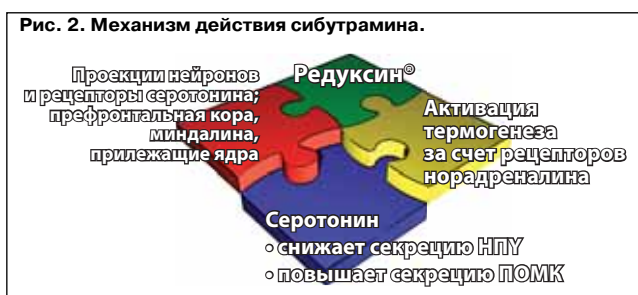 Рис. 2. Механизм действия сибутрамина.
Проекции нейронов
и рецепторы серотонина;
префронтальная кора,
миндалина,
прилежащие ядра
Редуксин®
Активация
термогенеза
за счет рецепторов
норадреналина
Серотонин
• снижает секрецию НПY
• повышает секрецию ПОМК